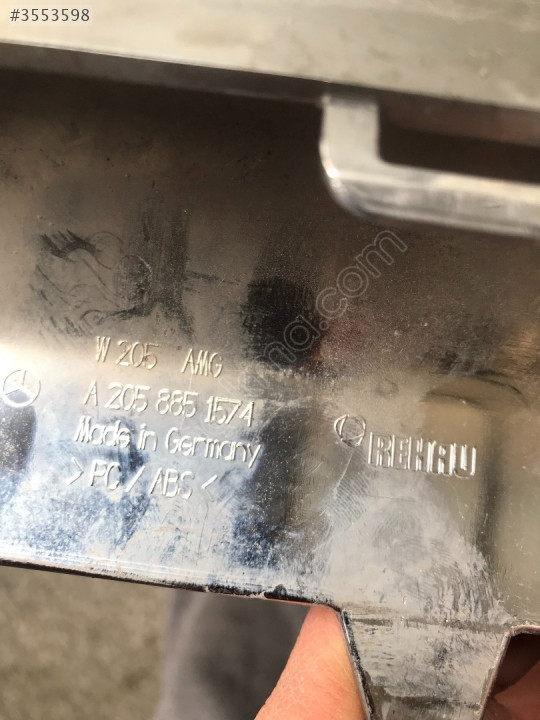 #3553598
W 205 AMG
A 205 885 1574
Made in Germany
>PC / ABS<
REHAU